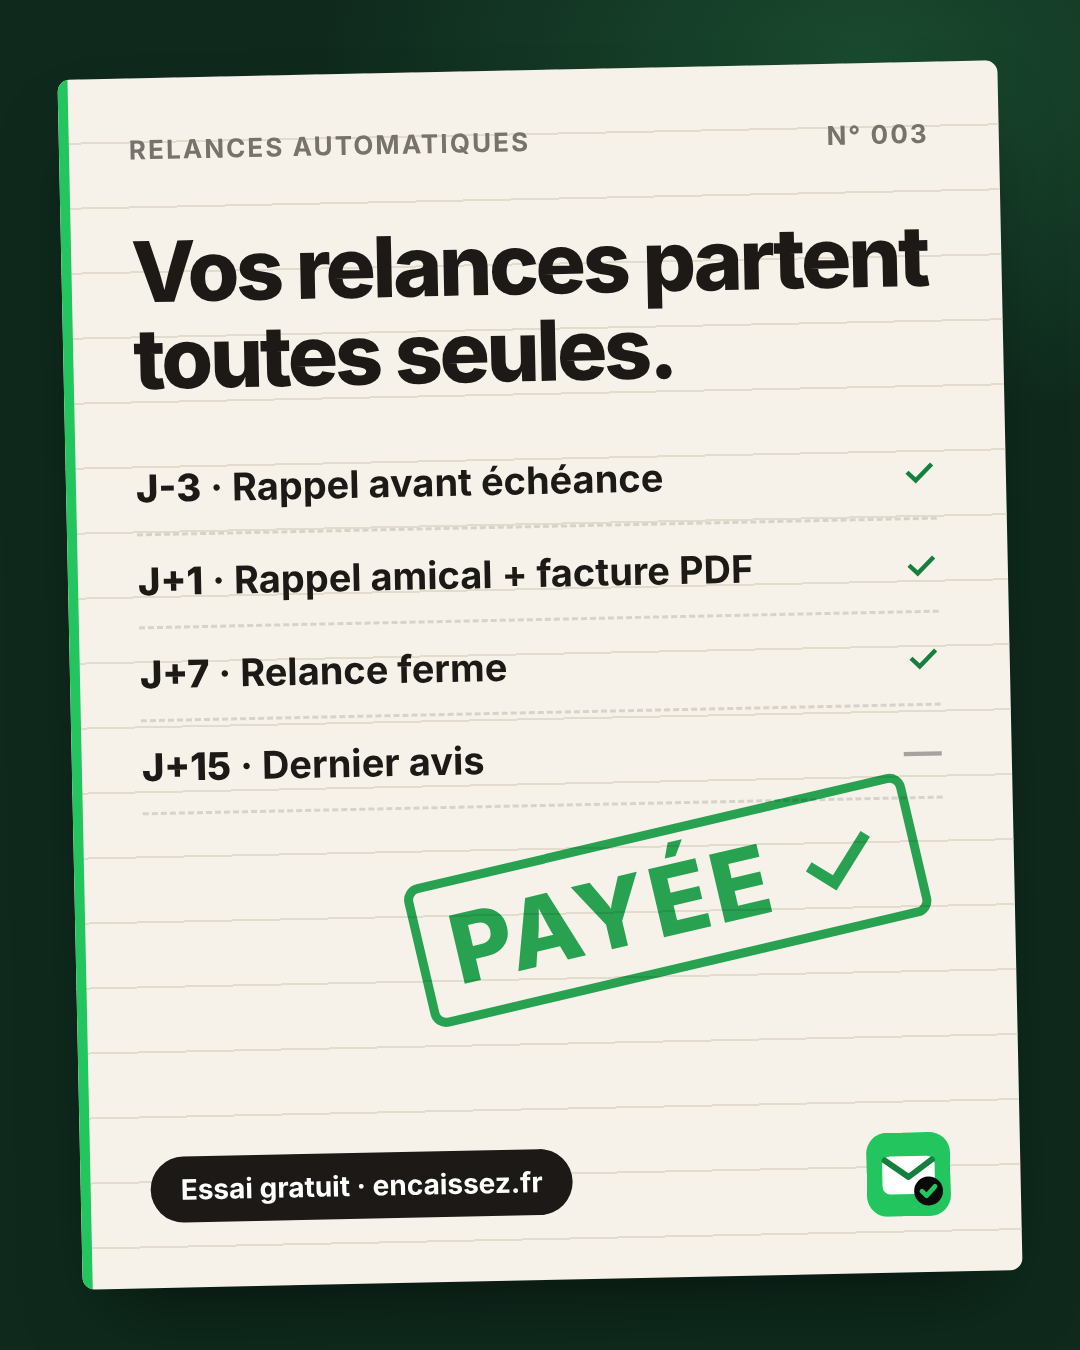 RELANCES AUTOMATIQUES N° 003
Vos relances partent
toutes seules.
J-3 · Rappel avant échéance ✓
J+1 · Rappel amical + facture PDF ✓
J+7 · Relance ferme ✓
J+15 · Dernier avis —
PAYÉE ✓
Essai gratuit · encaissez.fr